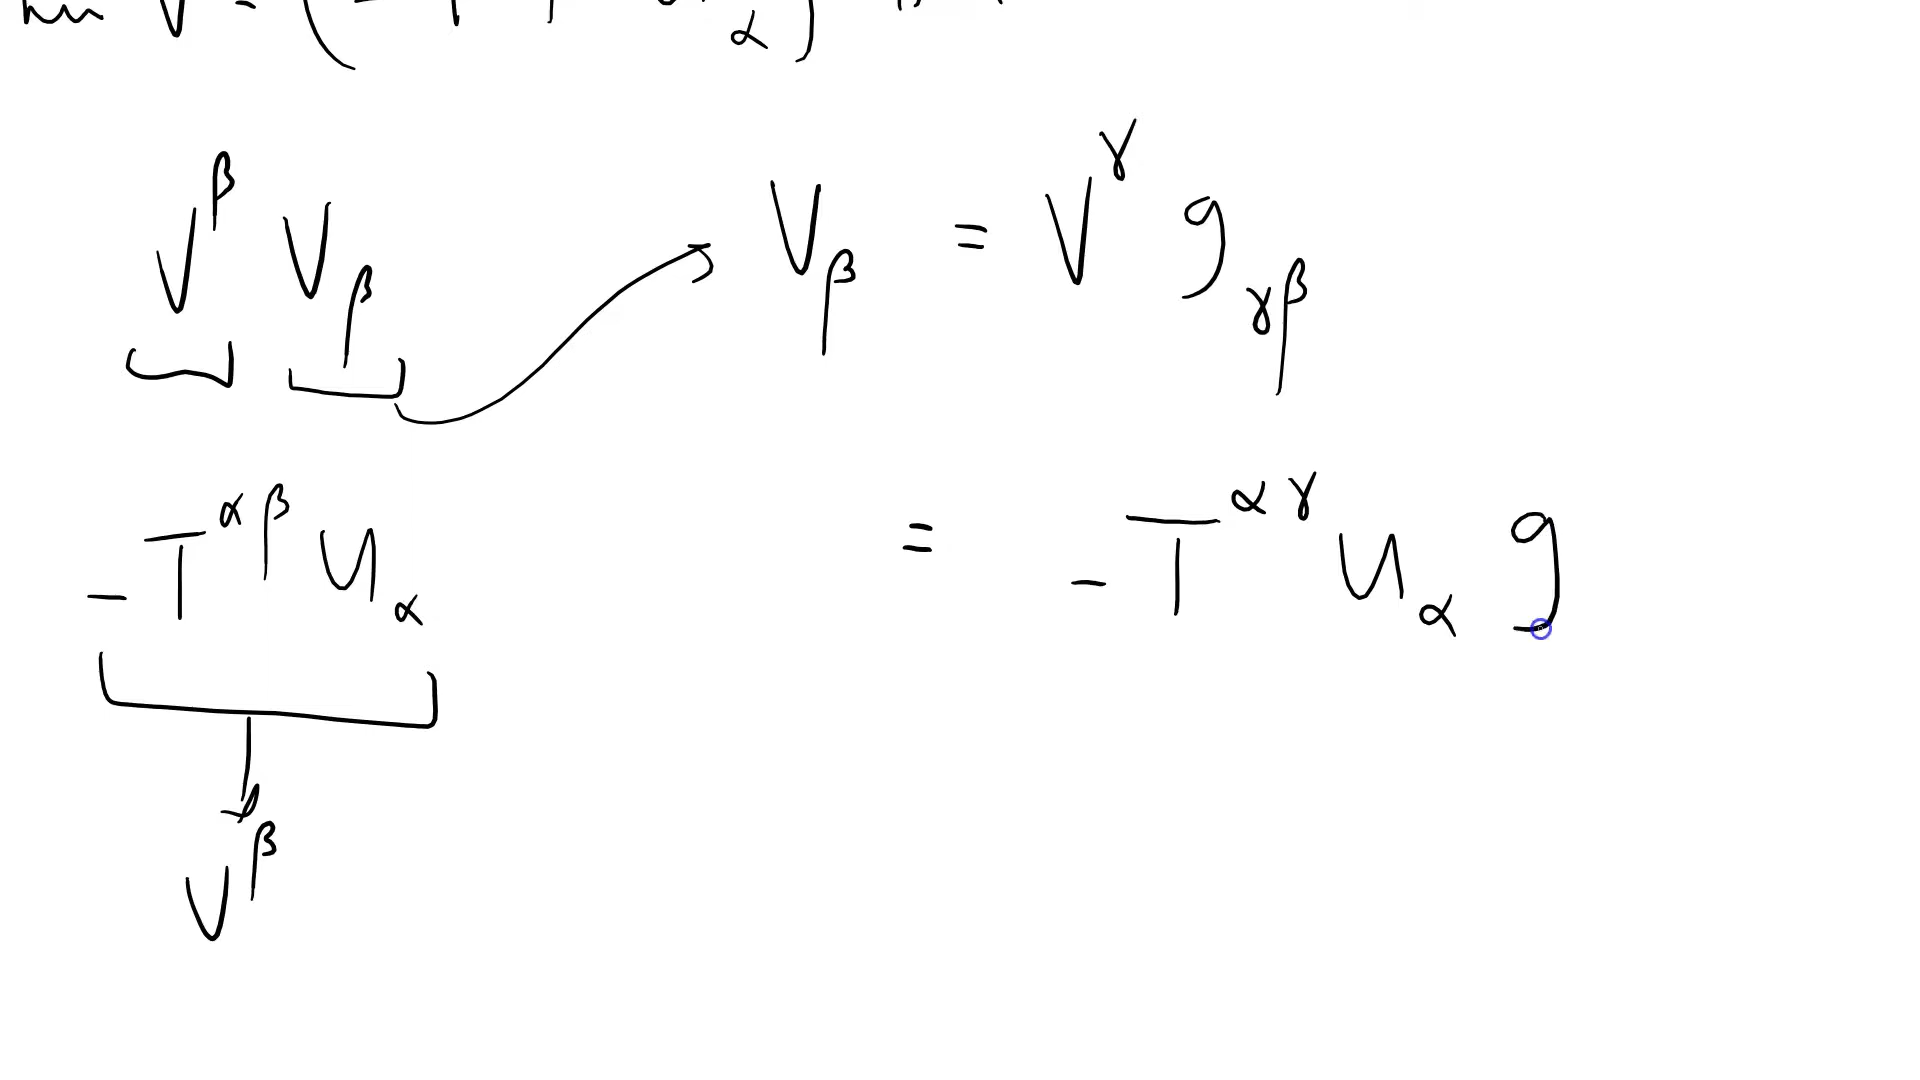 V = ( - α )
V^β V_β V_β = V^γ g_γβ
- T^αβ U_α = - T^αγ U_α g
V^β